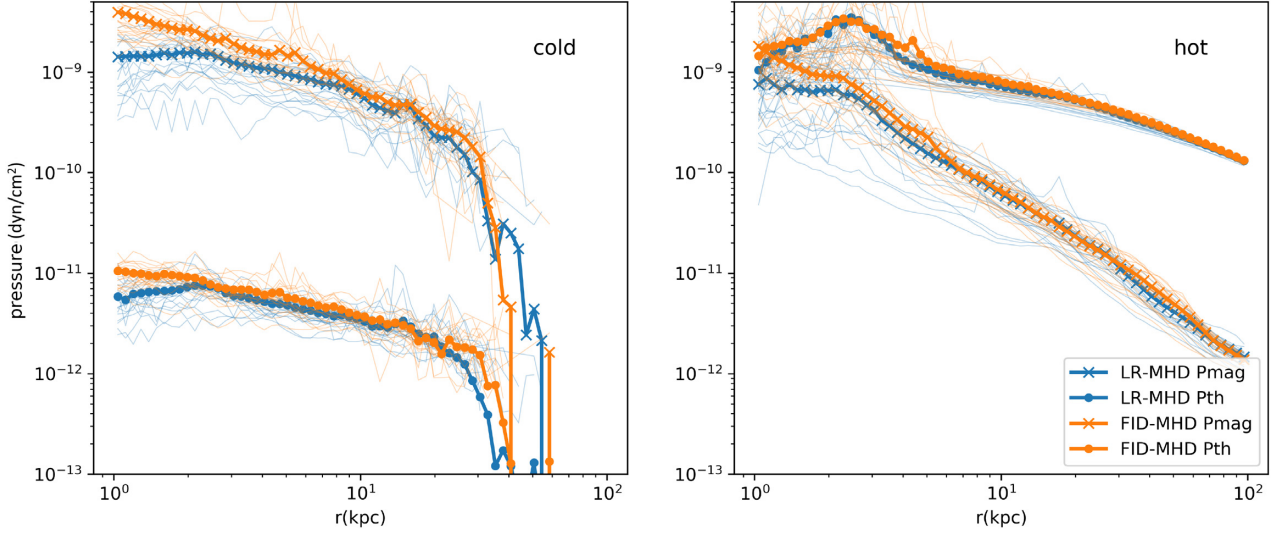 cold
10⁻⁹
10⁻¹⁰
10⁻¹¹
10⁻¹²
10⁻¹³
pressure (dyn/cm²)
10⁰
10¹
10²
r(kpc)
hot
10⁻⁹
10⁻¹⁰
10⁻¹¹
10⁻¹²
10⁻¹³
LR-MHD Pmag
LR-MHD Pth
FID-MHD Pmag
FID-MHD Pth
10⁰
10¹
10²
r(kpc)